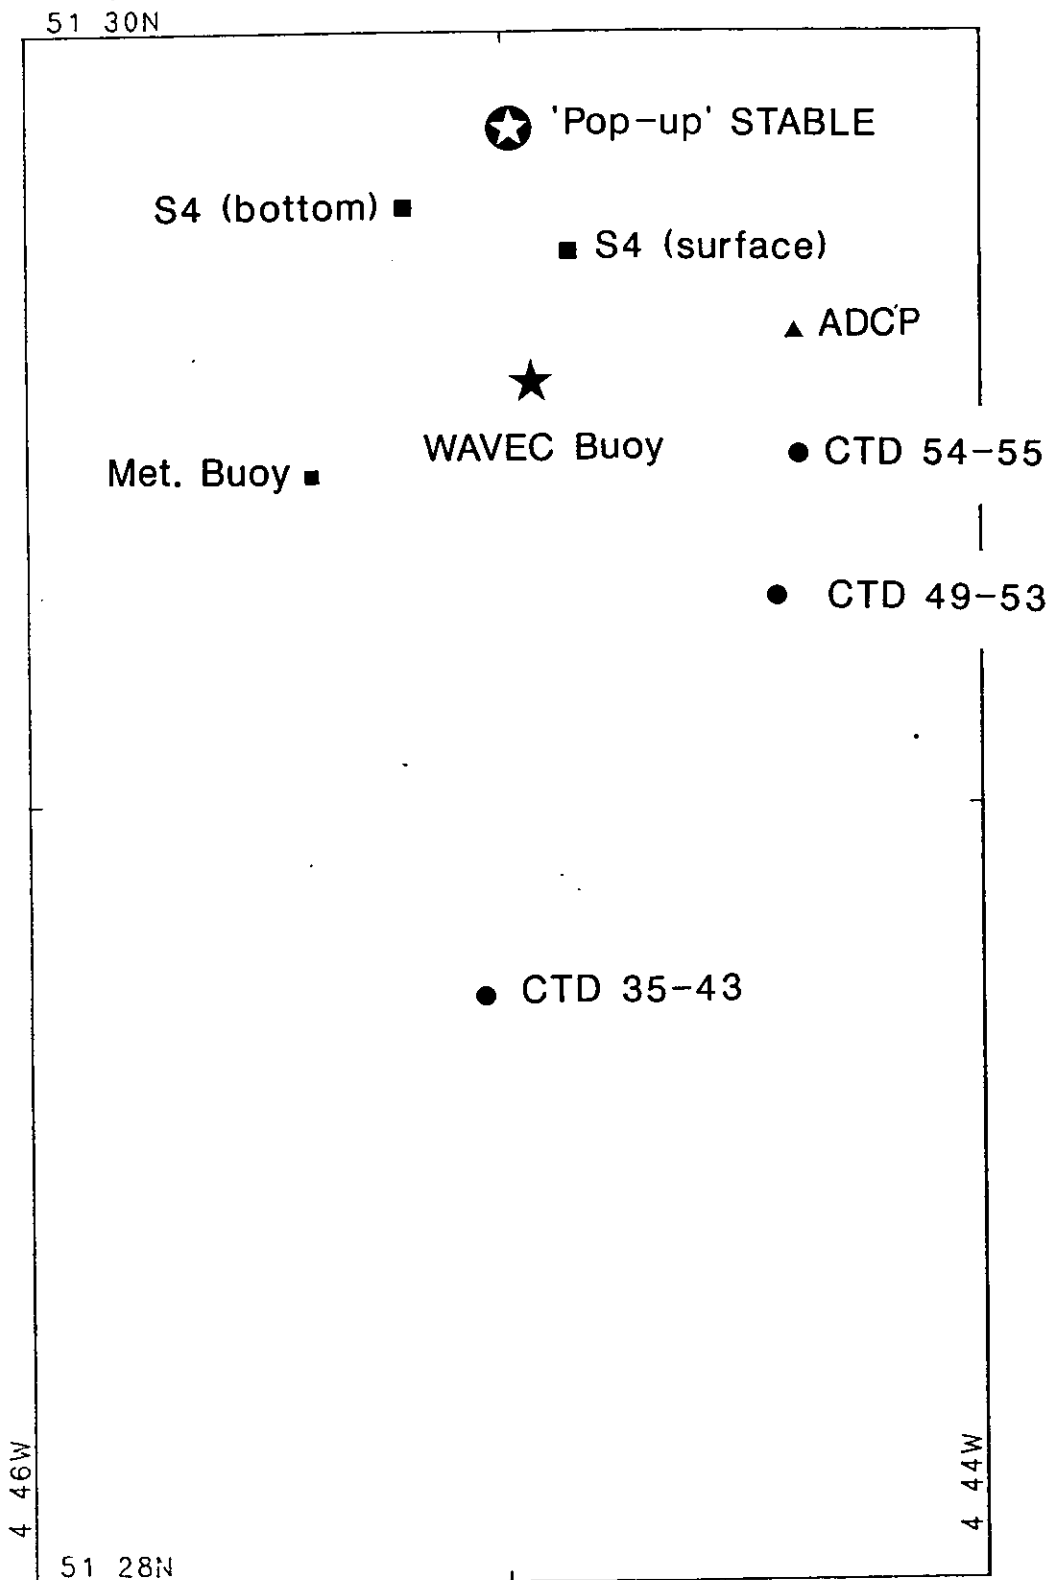 51 30N
'Pop-up' STABLE
S4 (bottom)
S4 (surface)
ADCP
WAVEC Buoy
CTD 54-55
Met. Buoy
CTD 49-53
CTD 35-43
4 46W
4 44W
51 28N